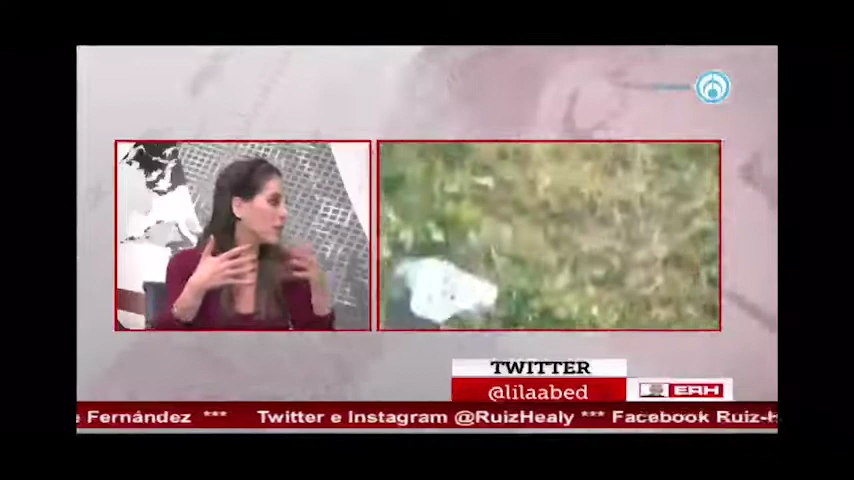 TWITTER
@lilaabed
ERH
Fernández *** Twitter e Instagram @RuizHealy *** Facebook Ruiz-H